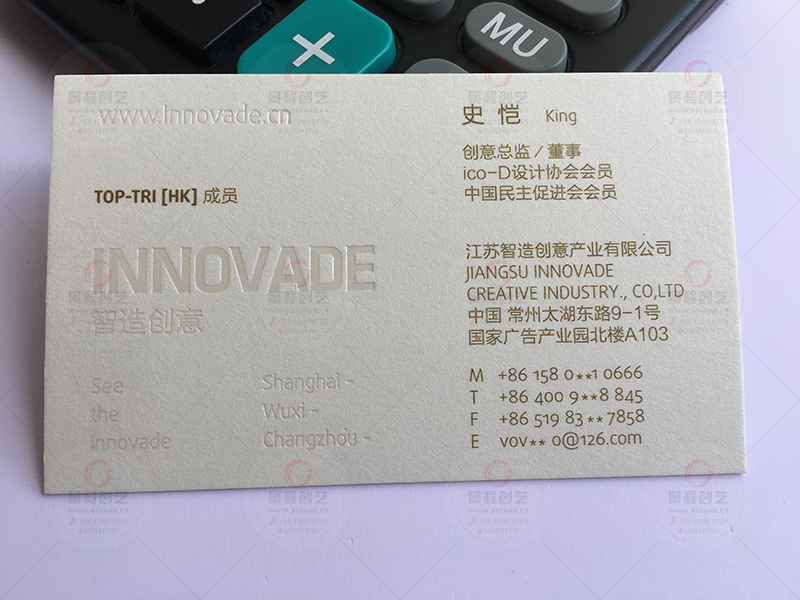 ×
MU
www.Innovade.cn
史 恺 King
创意总监／董事
ico-D设计协会会员
中国民主促进会会员
TOP-TRI [HK] 成员
INNOVADE
智造创意
江苏智造创意产业有限公司
JIANGSU INNOVADE
CREATIVE INDUSTRY., CO,LTD
中国 常州太湖东路9-1号
国家广告产业园北楼A103
See
the
Innovade
Shanghai -
Wuxi -
Changzhou -
M +86 158 0**1 0666
T +86 400 9**8 845
F +86 519 83**7858
E vov** 0@126.com
景程创艺